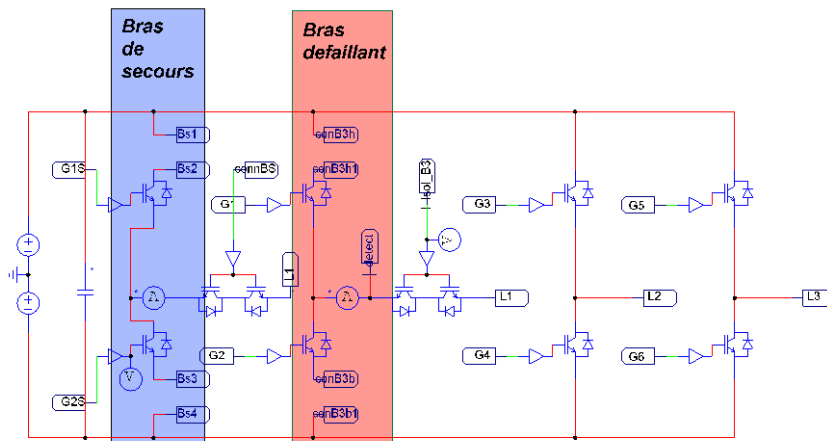 Bras
de
secours
Bras
defaillant
Bs1
conB3h
G1S
Bs2
connBS
conB3h1
Isol_B3
G1
G3
G5
V
detect
L1
A
A
L1
L2
L3
G2
G4
G6
V
Bs3
conB3b
G2S
Bs4
conB3b1